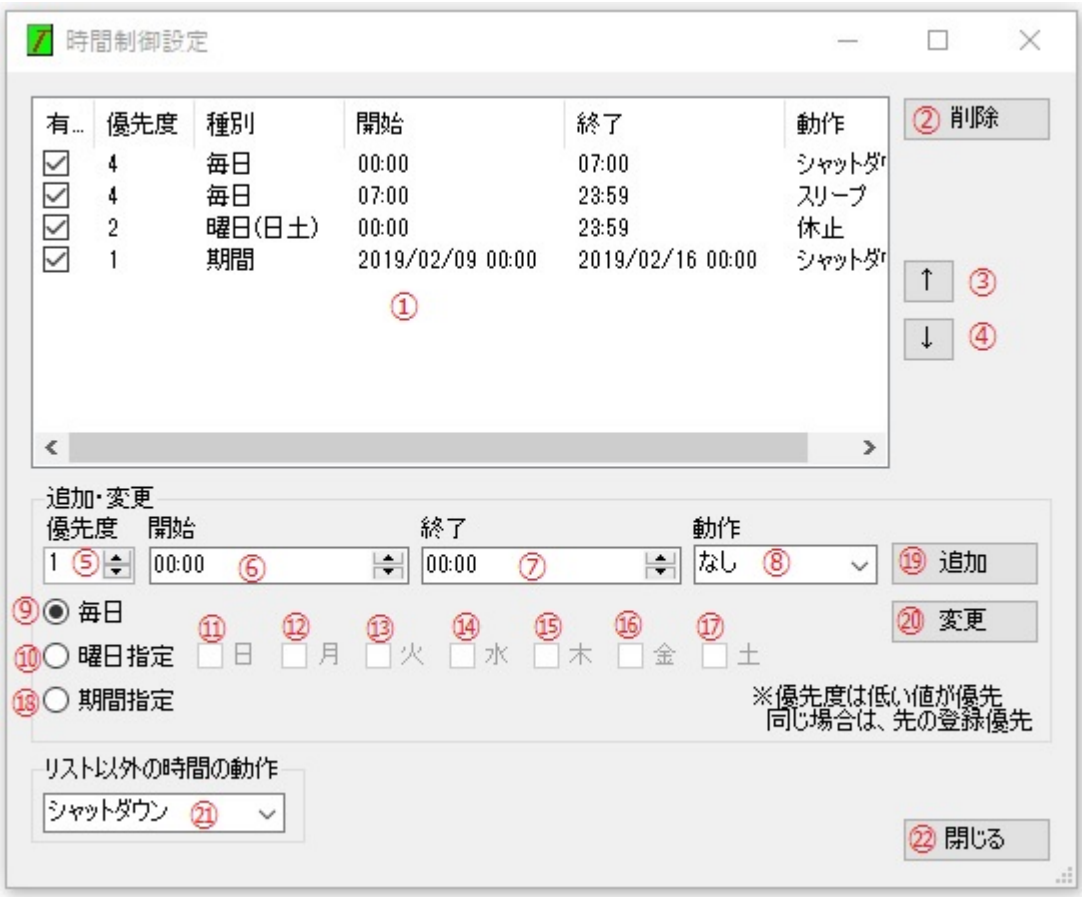 時間制御設定
有... 優先度 種別 開始 終了 動作
4 毎日 00:00 07:00 シャットダ
4 毎日 07:00 23:59 スリープ
2 曜日(日土) 00:00 23:59 休止
1 期間 2019/02/09 00:00 2019/02/16 00:00 シャットダ
①
② 削除
↑ ③
↓ ④
追加・変更
優先度 開始 終了 動作
1 ⑤ 00:00 ⑥ 00:00 ⑦ なし ⑧ ⑲ 追加
⑨ 毎日 ⑳ 変更
⑪ ⑫ ⑬ ⑭ ⑮ ⑯ ⑰
⑩ 曜日指定 日 月 火 水 木 金 土
⑱ 期間指定
※優先度は低い値が優先
同じ場合は、先の登録優先
リスト以外の時間の動作
シャットダウン ㉑
㉒ 閉じる